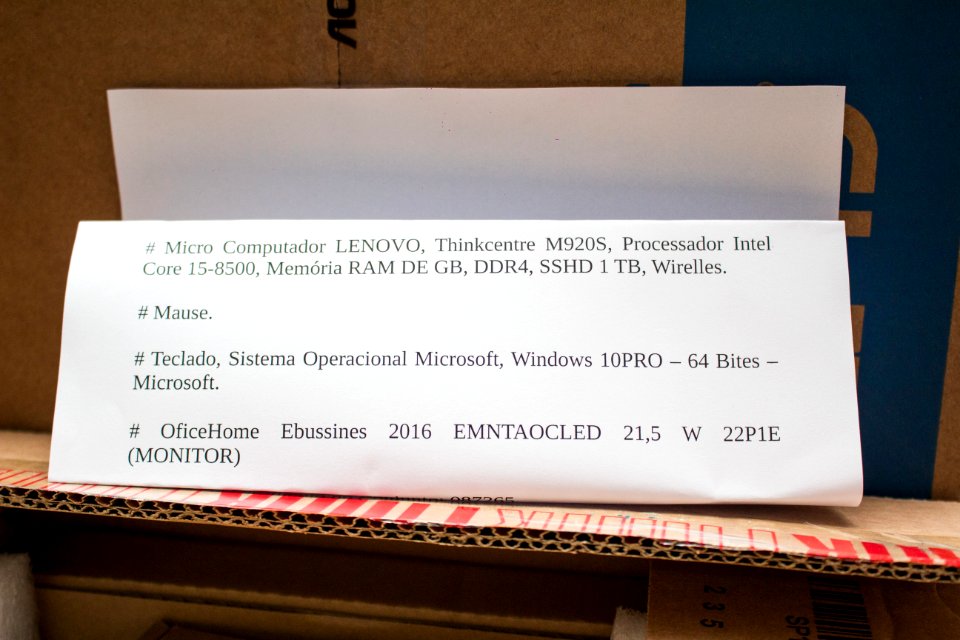 # Micro Computador LENOVO, Thinkcentre M920S, Processador Intel
Core 15-8500, Memória RAM DE GB, DDR4, SSHD 1 TB, Wirelles.
# Mause.
# Teclado, Sistema Operacional Microsoft, Windows 10PRO – 64 Bites –
Microsoft.
# OficeHome Ebussines 2016 EMNTAOCLED 21,5 W 22P1E
(MONITOR)
235
SP